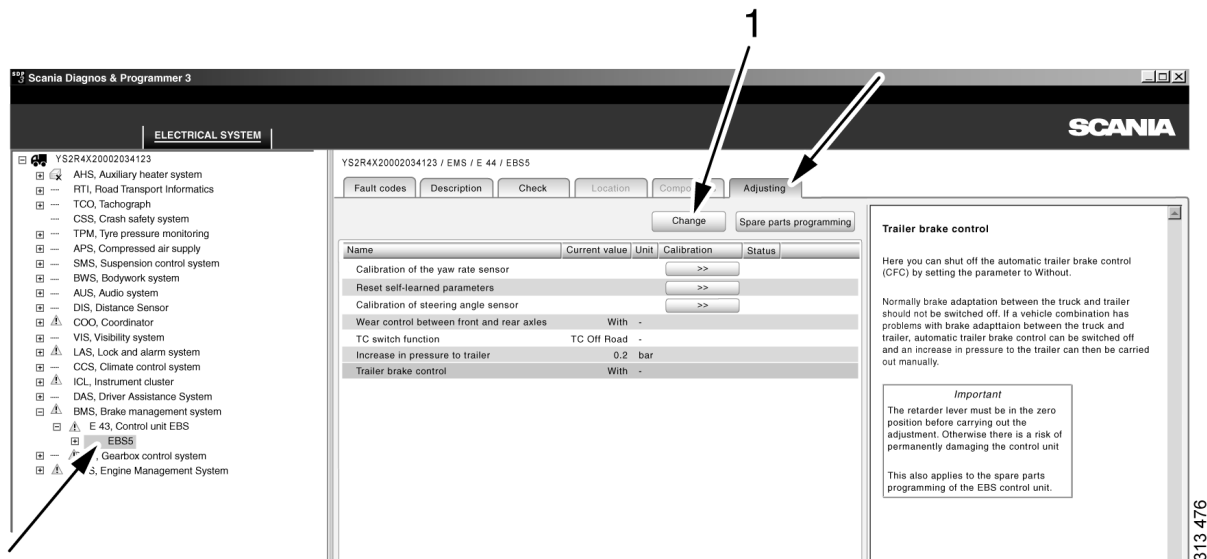 1
SDP3 Scania Diagnos & Programmer 3
SCANIA
ELECTRICAL SYSTEM
YS2R4X20002034123
AHS, Auxiliary heater system
RTI, Road Transport Informatics
TCO, Tachograph
CSS, Crash safety system
TPM, Tyre pressure monitoring
APS, Compressed air supply
SMS, Suspension control system
BWS, Bodywork system
AUS, Audio system
DIS, Distance Sensor
COO, Coordinator
VIS, Visibility system
LAS, Lock and alarm system
CCS, Climate control system
ICL, Instrument cluster
DAS, Driver Assistance System
BMS, Brake management system
E 43, Control unit EBS
EBS5
, Gearbox control system
S, Engine Management System
YS2R4X20002034123 / EMS / E 44 / EBS5
Fault codes Description Check Location Adjusting
Change Spare parts programming
Name Current value Unit Calibration Status
Calibration of the yaw rate sensor >>
Reset self-learned parameters >>
Calibration of steering angle sensor >>
Wear control between front and rear axles With -
TC switch function TC Off Road -
Increase in pressure to trailer 0.2 bar
Trailer brake control With -
Trailer brake control
Here you can shut off the automatic trailer brake control
(CFC) by setting the parameter to Without.
Normally brake adaptation between the truck and trailer
should not be switched off. If a vehicle combination has
problems with brake adapttaion between the truck and
trailer, automatic trailer brake control can be switched off
and an increase in pressure to the trailer can then be carried
out manually.
Important
The retarder lever must be in the zero
position before carrying out the
adjustment. Otherwise there is a risk of
permanently damaging the control unit
This also applies to the spare parts
programming of the EBS control unit.
313 476